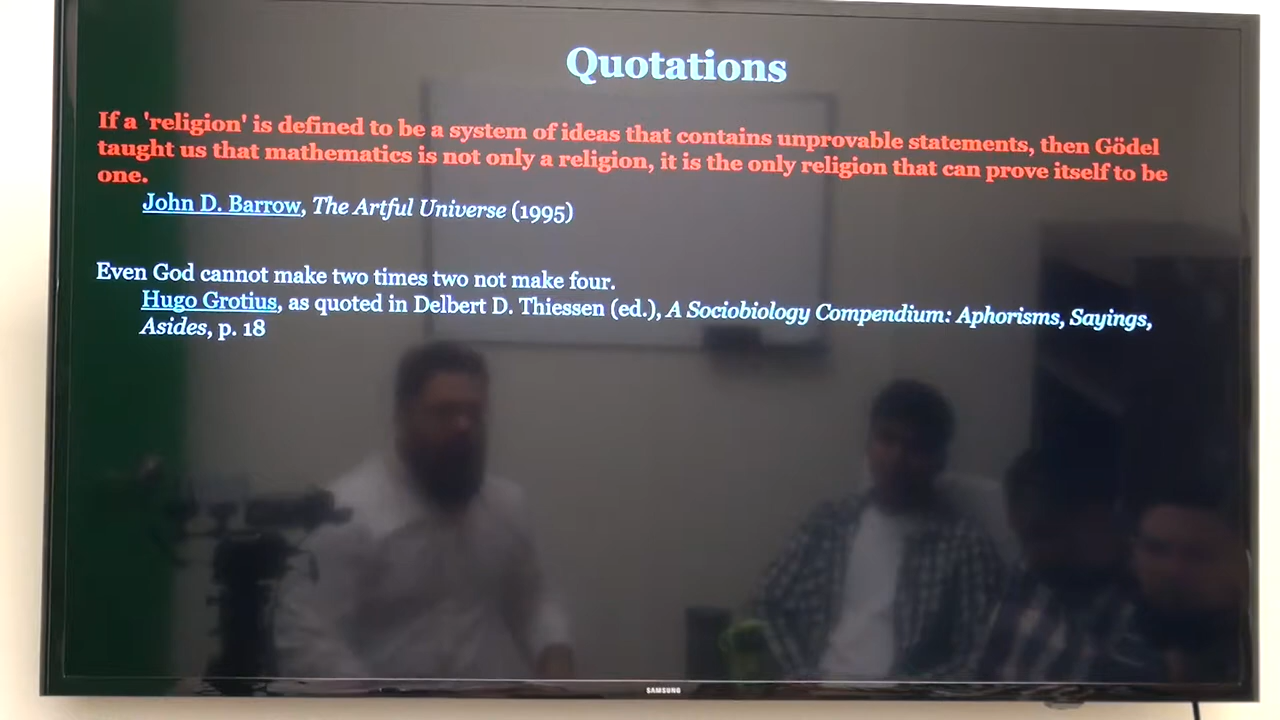 Quotations
If a 'religion' is defined to be a system of ideas that contains unprovable statements, then Gödel
taught us that mathematics is not only a religion, it is the only religion that can prove itself to be
one.
John D. Barrow, The Artful Universe (1995)
Even God cannot make two times two not make four.
Hugo Grotius, as quoted in Delbert D. Thiessen (ed.), A Sociobiology Compendium: Aphorisms, Sayings,
Asides, p. 18
SAMSUNG